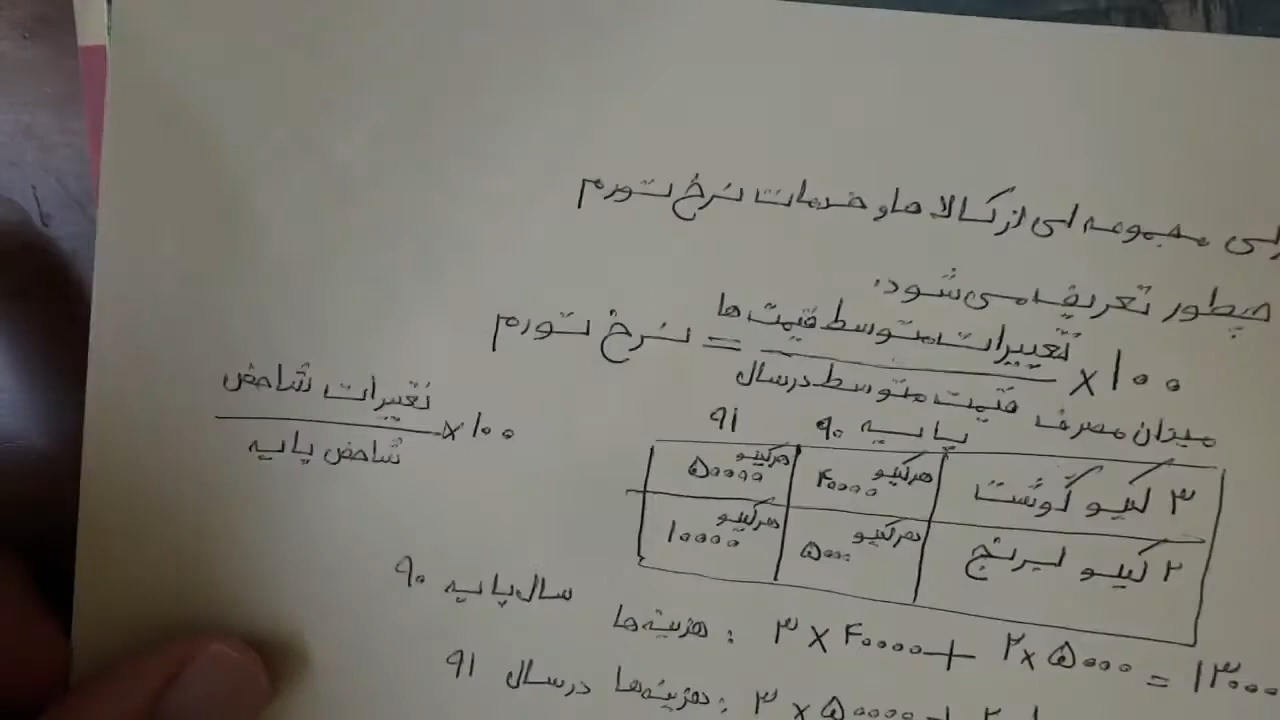 مجموعه ای از کالاها و خدمات نرخ تورم
چطور تعریف می شود.
نرخ تورم = تغییرات متوسط قیمت ها / قیمت متوسط در سال × ۱۰۰
تغییرات شاخص
× ۱۰۰
شاخص پایه
میزان مصرف پایه ۹۰ ۹۱
۳ کیلو گوشت هر کیلو ۴۰۰۰۰ هر کیلو ۵۰۰۰۰
۲ کیلو برنج هر کیلو ۵۰۰۰ هر کیلو ۱۰۰۰۰
سال پایه ۹۰
هزینه ها : ۳ × ۴۰۰۰۰ + ۲ × ۵۰۰۰ = ۱۳۰۰۰
هزینه ها در سال ۹۱ : ۳ × ۵۰۰۰۰ + ۲